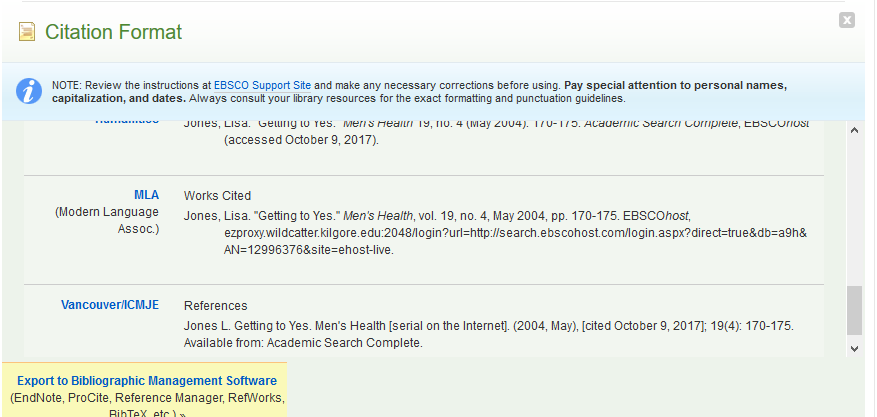 Citation Format
NOTE: Review the instructions at EBSCO Support Site and make any necessary corrections before using. Pay special attention to personal names,
capitalization, and dates. Always consult your library resources for the exact formatting and punctuation guidelines.
Humanities
Jones, Lisa. "Getting to Yes." Men's Health 19, no. 4 (May 2004): 170-175. Academic Search Complete, EBSCOhost
(accessed October 9, 2017).
MLA
(Modern Language
Assoc.)
Works Cited
Jones, Lisa. "Getting to Yes." Men's Health, vol. 19, no. 4, May 2004, pp. 170-175. EBSCOhost,
ezproxy.wildcatter.kilgore.edu:2048/login?url=http://search.ebscohost.com/login.aspx?direct=true&db=a9h&
AN=12996376&site=ehost-live.
Vancouver/ICMJE
References
Jones L. Getting to Yes. Men's Health [serial on the Internet]. (2004, May), [cited October 9, 2017]; 19(4): 170-175.
Available from: Academic Search Complete.
Export to Bibliographic Management Software
(EndNote, ProCite, Reference Manager, RefWorks,
BibTeX, etc.) »